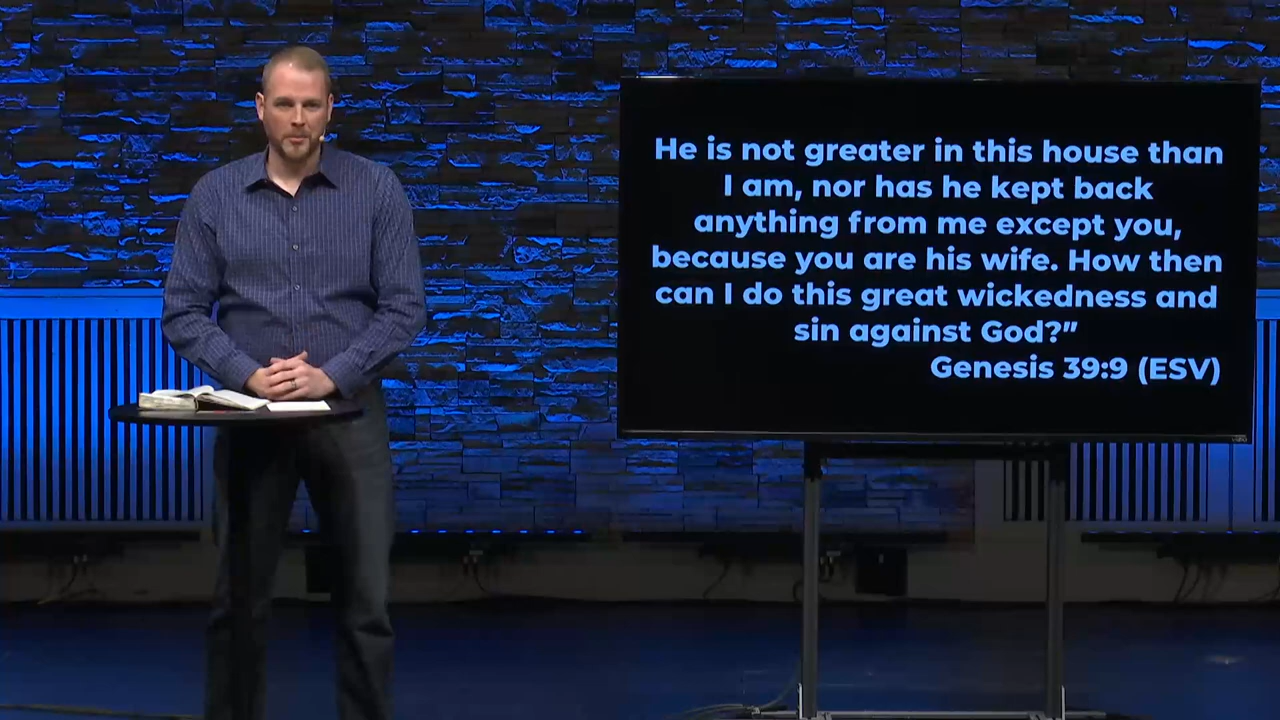 He is not greater in this house than
I am, nor has he kept back
anything from me except you,
because you are his wife. How then
can I do this great wickedness and
sin against God?”
Genesis 39:9 (ESV)